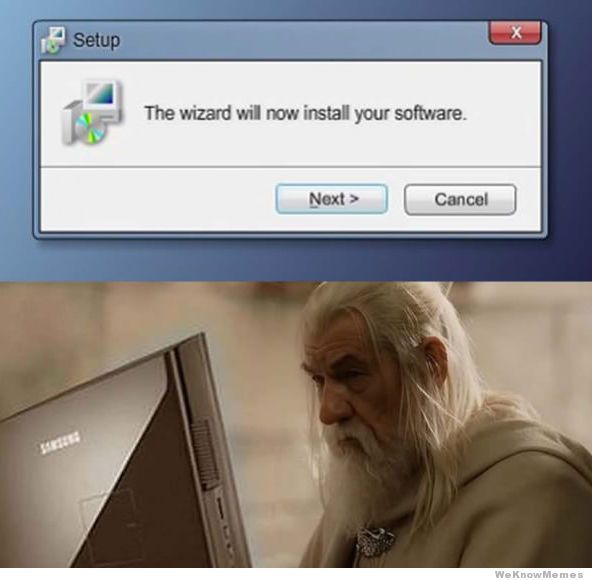 Setup
X
The wizard will now install your software.
Next >
Cancel
SAMSUNG
WeKnowMemes